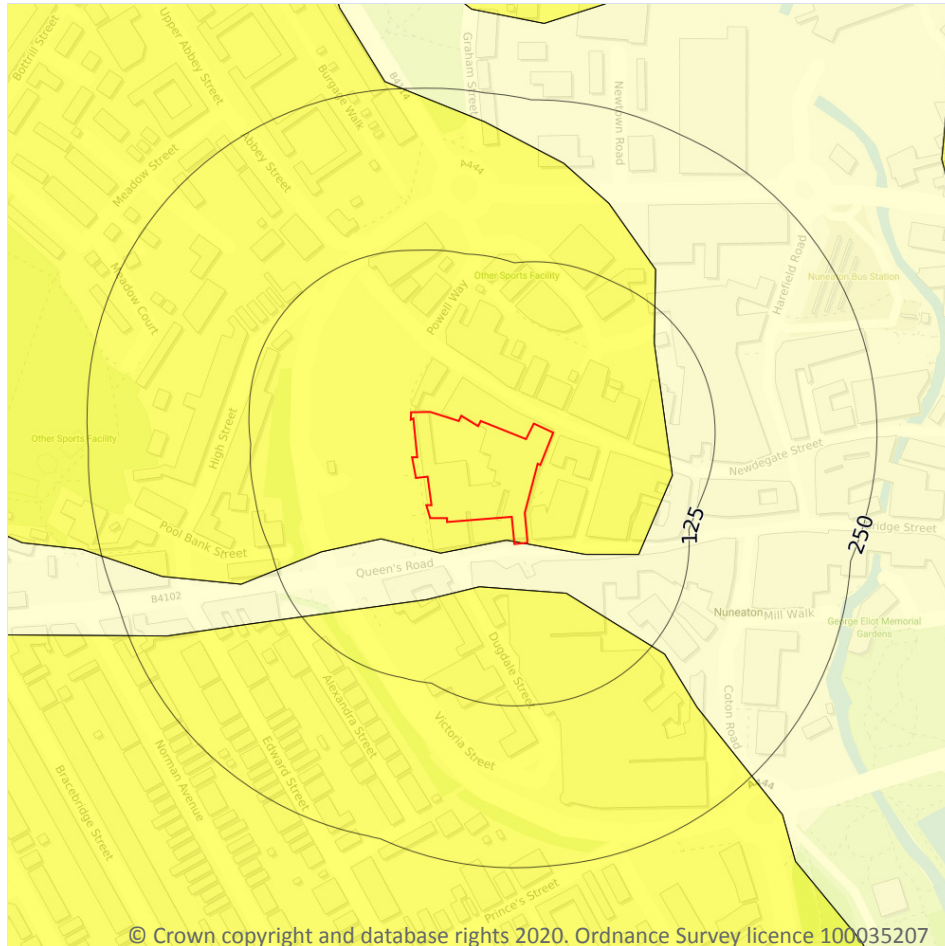 Bottrill Street
Upper Abbey Street
Burgage Walk
B4114
Graham Street
Newtown Road
Abbey Street
Meadow Street
A444
Harefield Road
Nuneaton Bus Station
Meadow Court
Other Sports Facility
Powell Way
High Street
Other Sports Facility
Newdegate Street
125
250
Bridge Street
Pool Bank Street
Queen's Road
B4102
Nuneaton
Mill Walk
George Eliot Memorial
Gardens
Dugdale Street
Alexandra Street
Coton Road
Victoria Street
Edward Street
Norman Avenue
Bracebridge Street
A444
Prince's Street
© Crown copyright and database rights 2020. Ordnance Survey licence 100035207